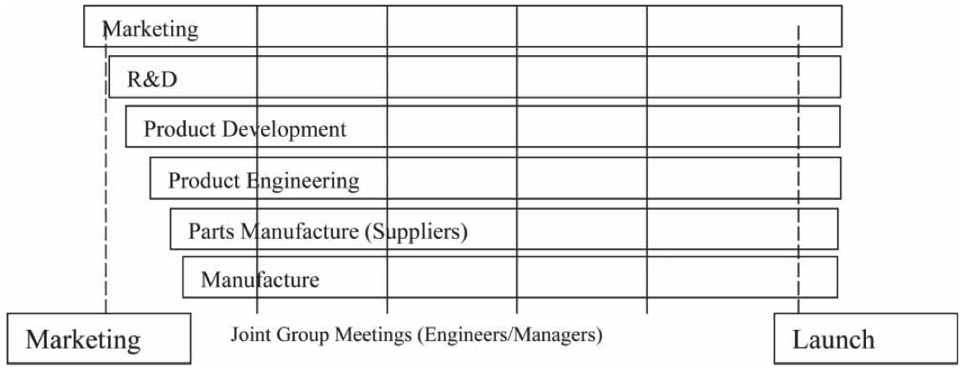 Marketing
R&D
Product Development
Product Engineering
Parts Manufacture (Suppliers)
Manufacture
Marketing
Joint Group Meetings (Engineers/Managers)
Launch